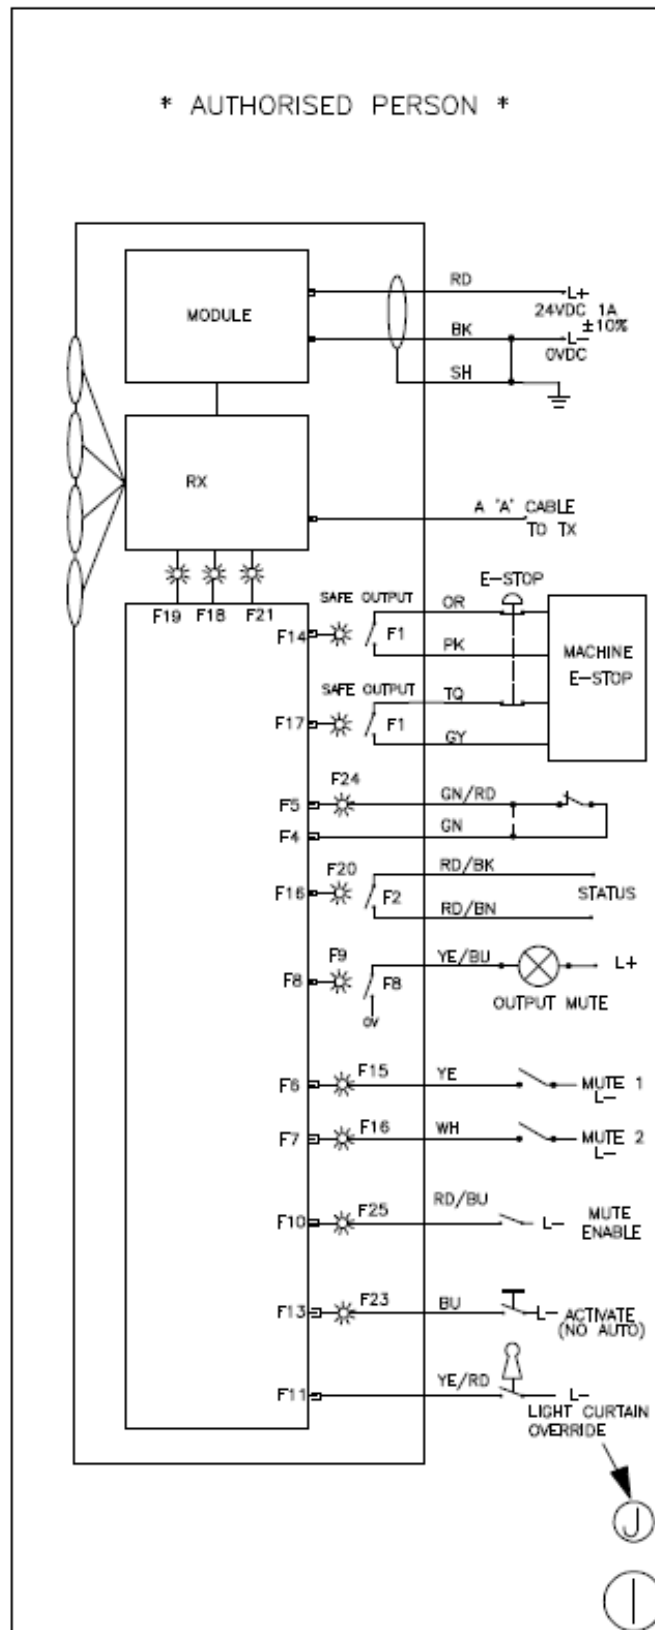 * AUTHORISED PERSON *
MODULE
RD
L+
24VDC 1A
±10%
BK
L-
0VDC
SH
RX
A "A" CABLE
TO TX
F19 F18 F21
E-STOP
SAFE OUTPUT
OR
F14
F1
PK
MACHINE
E-STOP
SAFE OUTPUT
TQ
F17
F1
GY
F24
GN/RD
F5
GN
F4
F20
RD/BK
F16
F2
STATUS
RD/BN
F9
YE/BU
L+
F8
F8
OUTPUT MUTE
0V
F15
YE
F6
MUTE 1
L-
F16
WH
F7
MUTE 2
L-
F25
RD/BU
F10
L-
MUTE
ENABLE
F23
BU
F13
L-
ACTIVATE
(NO AUTO)
YE/RD
F11
L-
LIGHT CURTAIN
OVERRIDE
J
I